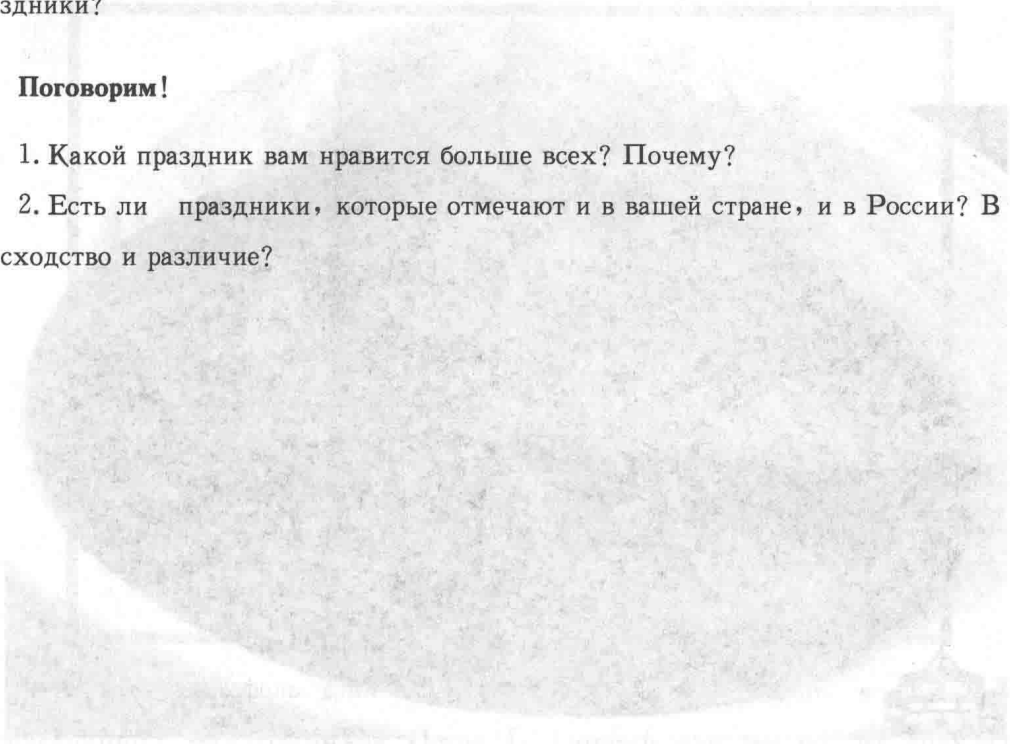 здники?
Поговорим!
1. Какой праздник вам нравится больше всех? Почему?
2. Есть ли праздники, которые отмечают и в вашей стране, и в России? В
сходство и различие?